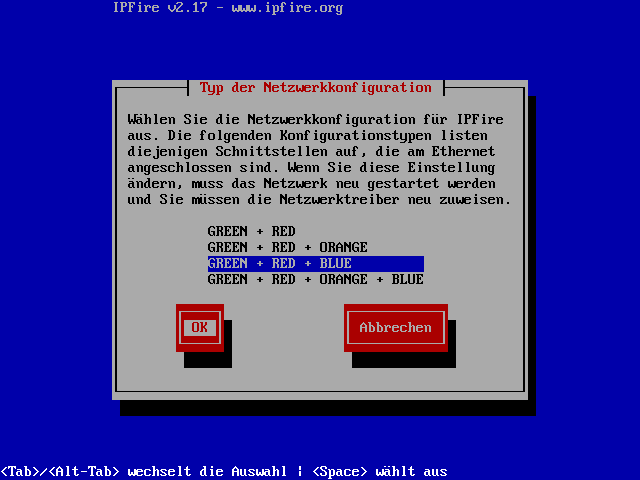 IPFire v2.17 - www.ipfire.org
Typ der Netzwerkkonfiguration
Wählen Sie die Netzwerkkonfiguration für IPFire
aus. Die folgenden Konfigurationstypen listen
diejenigen Schnittstellen auf, die am Ethernet
angeschlossen sind. Wenn Sie diese Einstellung
ändern, muss das Netzwerk neu gestartet werden
und Sie müssen die Netzwerktreiber neu zuweisen.
GREEN + RED
GREEN + RED + ORANGE
GREEN + RED + BLUE
GREEN + RED + ORANGE + BLUE
OK Abbrechen
<Tab>/<Alt-Tab> wechselt die Auswahl | <Space> wählt aus